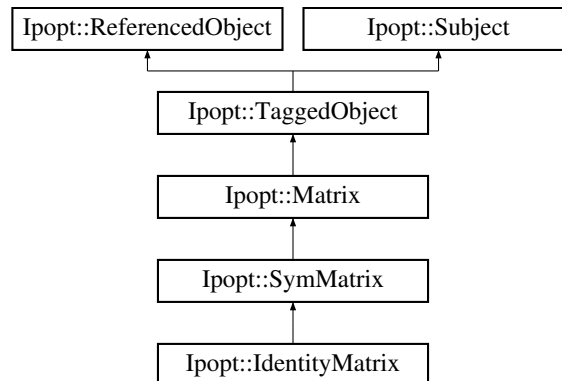 Ipopt::ReferencedObject
Ipopt::Subject
Ipopt::TaggedObject
Ipopt::Matrix
Ipopt::SymMatrix
Ipopt::IdentityMatrix